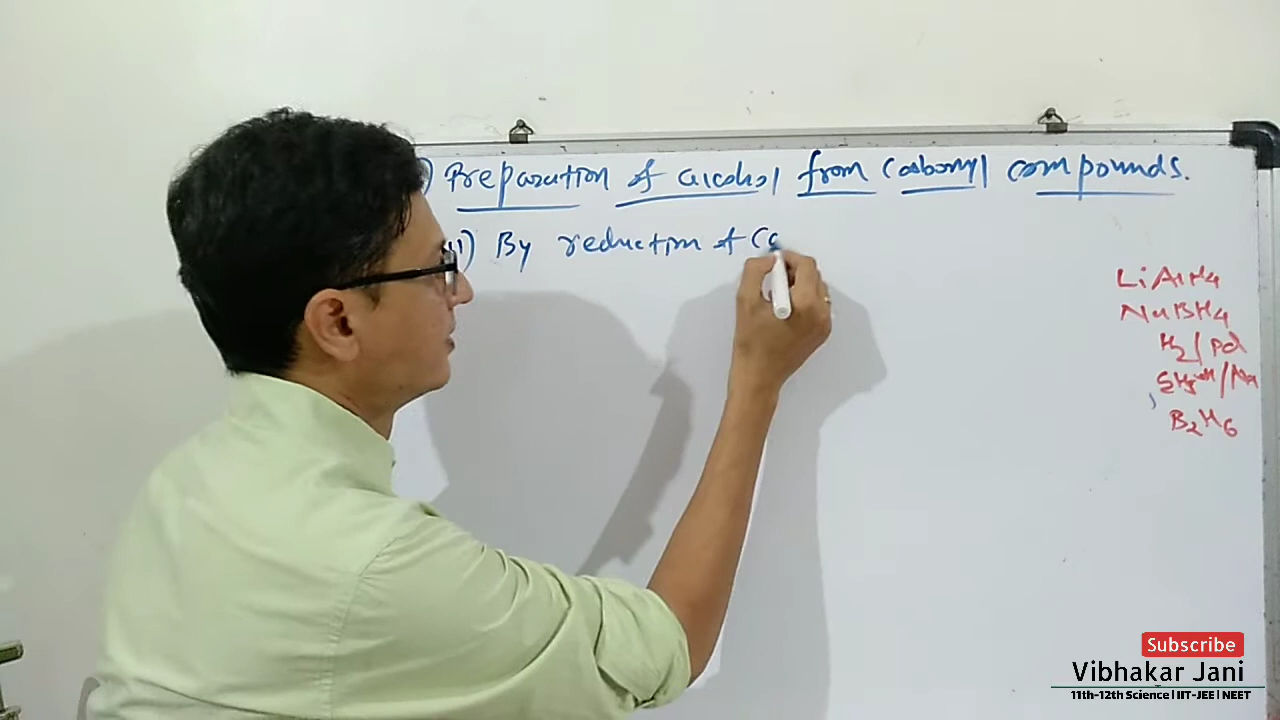 ) Preparation of alcohol from Carbonyl compounds.
ii) By reduction of Ca
LiAlH4
NaBH4
H2/Pd
B2H6
Subscribe
Vibhakar Jani
11th-12th Science | IIT-JEE | NEET